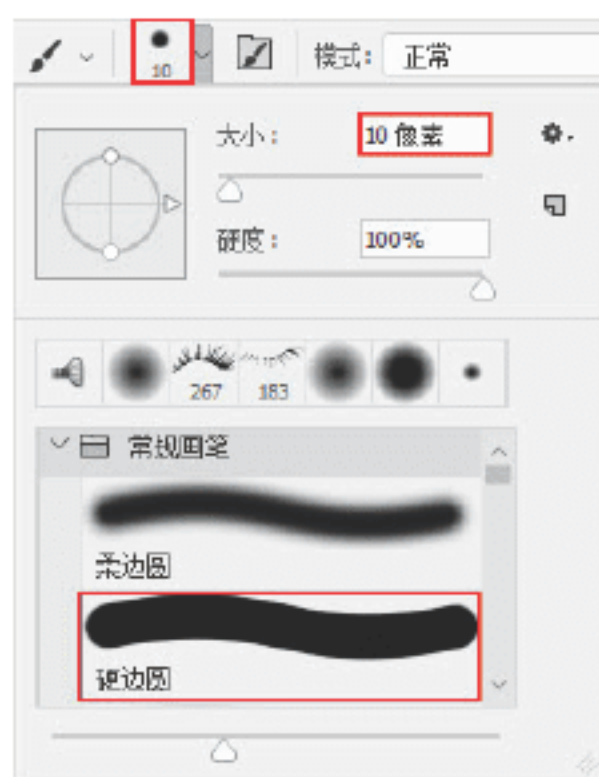 10 模式： 正常
大小： 10 像素
硬度： 100%
267 183
常规画笔
柔边圆
硬边圆